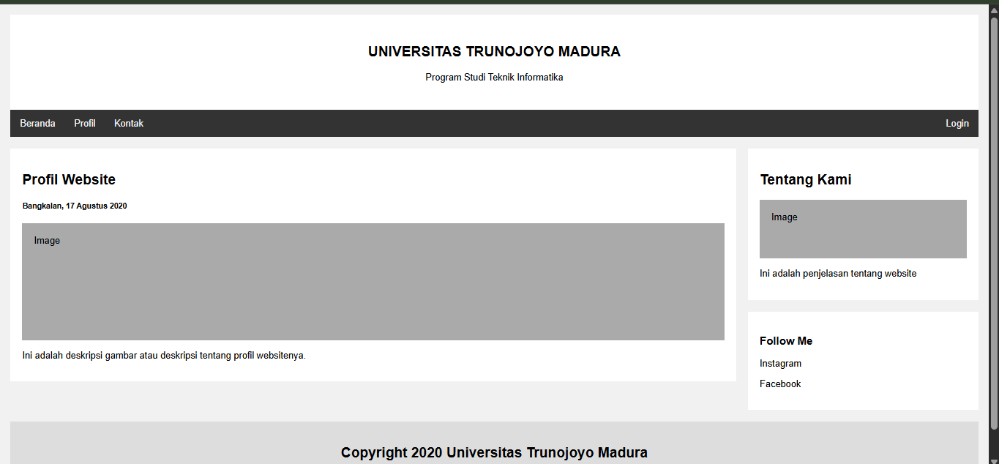 UNIVERSITAS TRUNOJOYO MADURA
Program Studi Teknik Informatika
Beranda Profil Kontak Login
Profil Website
Bangkalan, 17 Agustus 2020
Image
Ini adalah deskripsi gambar atau deskripsi tentang profil websitenya.
Tentang Kami
Image
Ini adalah penjelasan tentang website
Follow Me
Instagram
Facebook
Copyright 2020 Universitas Trunojoyo Madura